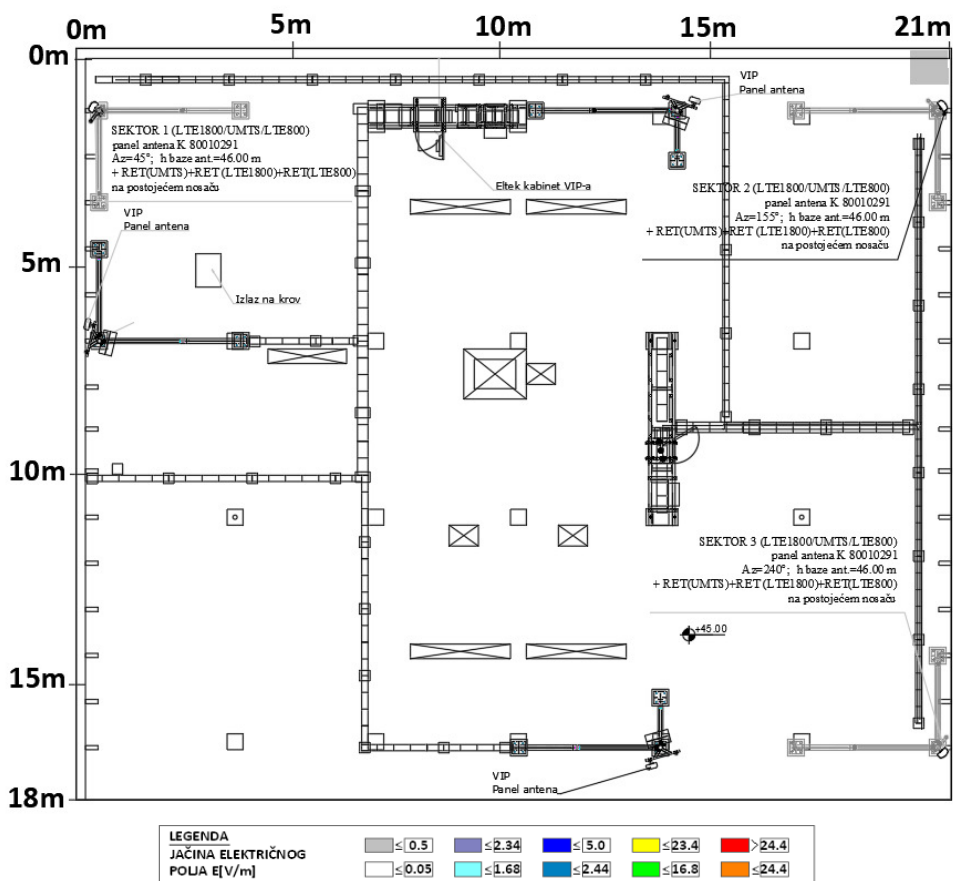 0m
5m
10m
15m
21m
0m
5m
10m
15m
18m
SEKTOR 1 (LTE1800/UMTS/LTE800)
panel antena K 80010291
Az=45°; h baze ant.=46.00 m
+ RET(UMTS)+RET (LTE1800)+RET(LTE800)
na postojećem nosaču
VIP
Panel antena
VIP
Panel antena
Eltek kabinet VIP-a
SEKTOR 2 (LTE1800/UMTS/LTE800)
panel antena K 80010291
Az=155°; h baze ant.=46.00 m
+ RET(UMTS)+RET (LTE1800)+RET(LTE800)
na postojećem nosaču
Izlaz na krov
SEKTOR 3 (LTE1800/UMTS/LTE800)
panel antena K 80010291
Az=240°; h baze ant.=46.00 m
+ RET(UMTS)+RET (LTE1800)+RET(LTE800)
na postojećem nosaču
+45.00
VIP
Panel antena
LEGENDA
JAČINA ELEKTRIČNOG
POLJA E[V/m]
≤ 0.5 ≤2.34 ≤ 5.0 ≤23.4 >24.4
≤0.05 ≤1.68 ≤2.44 ≤16.8 ≤24.4